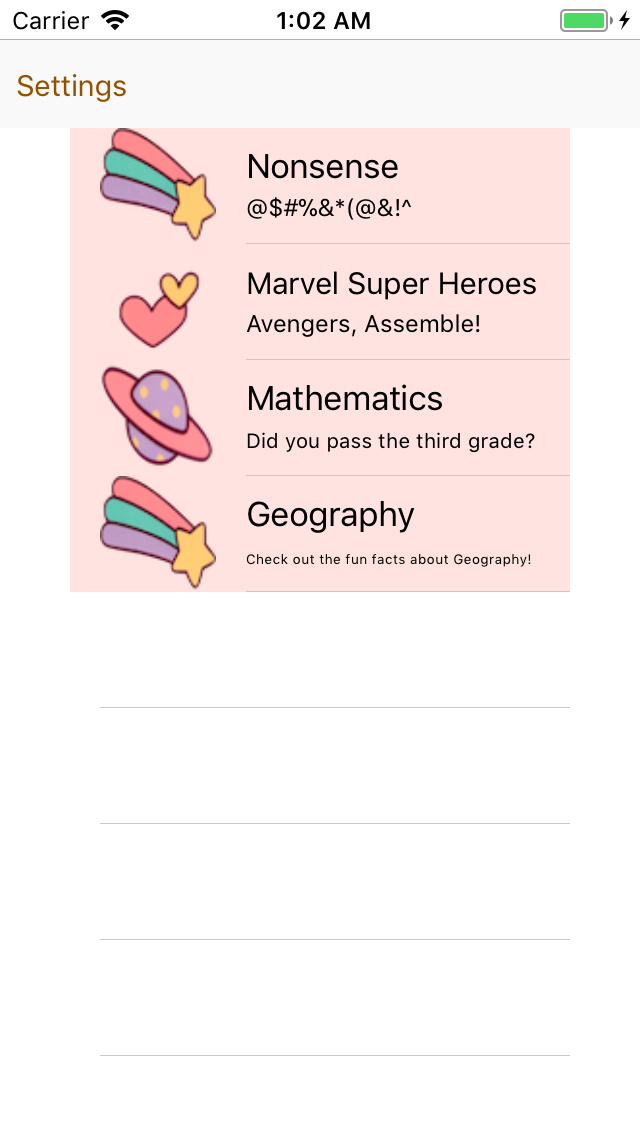 Carrier 1:02 AM
Settings
Nonsense
@$#%&*(@&!^
Marvel Super Heroes
Avengers, Assemble!
Mathematics
Did you pass the third grade?
Geography
Check out the fun facts about Geography!